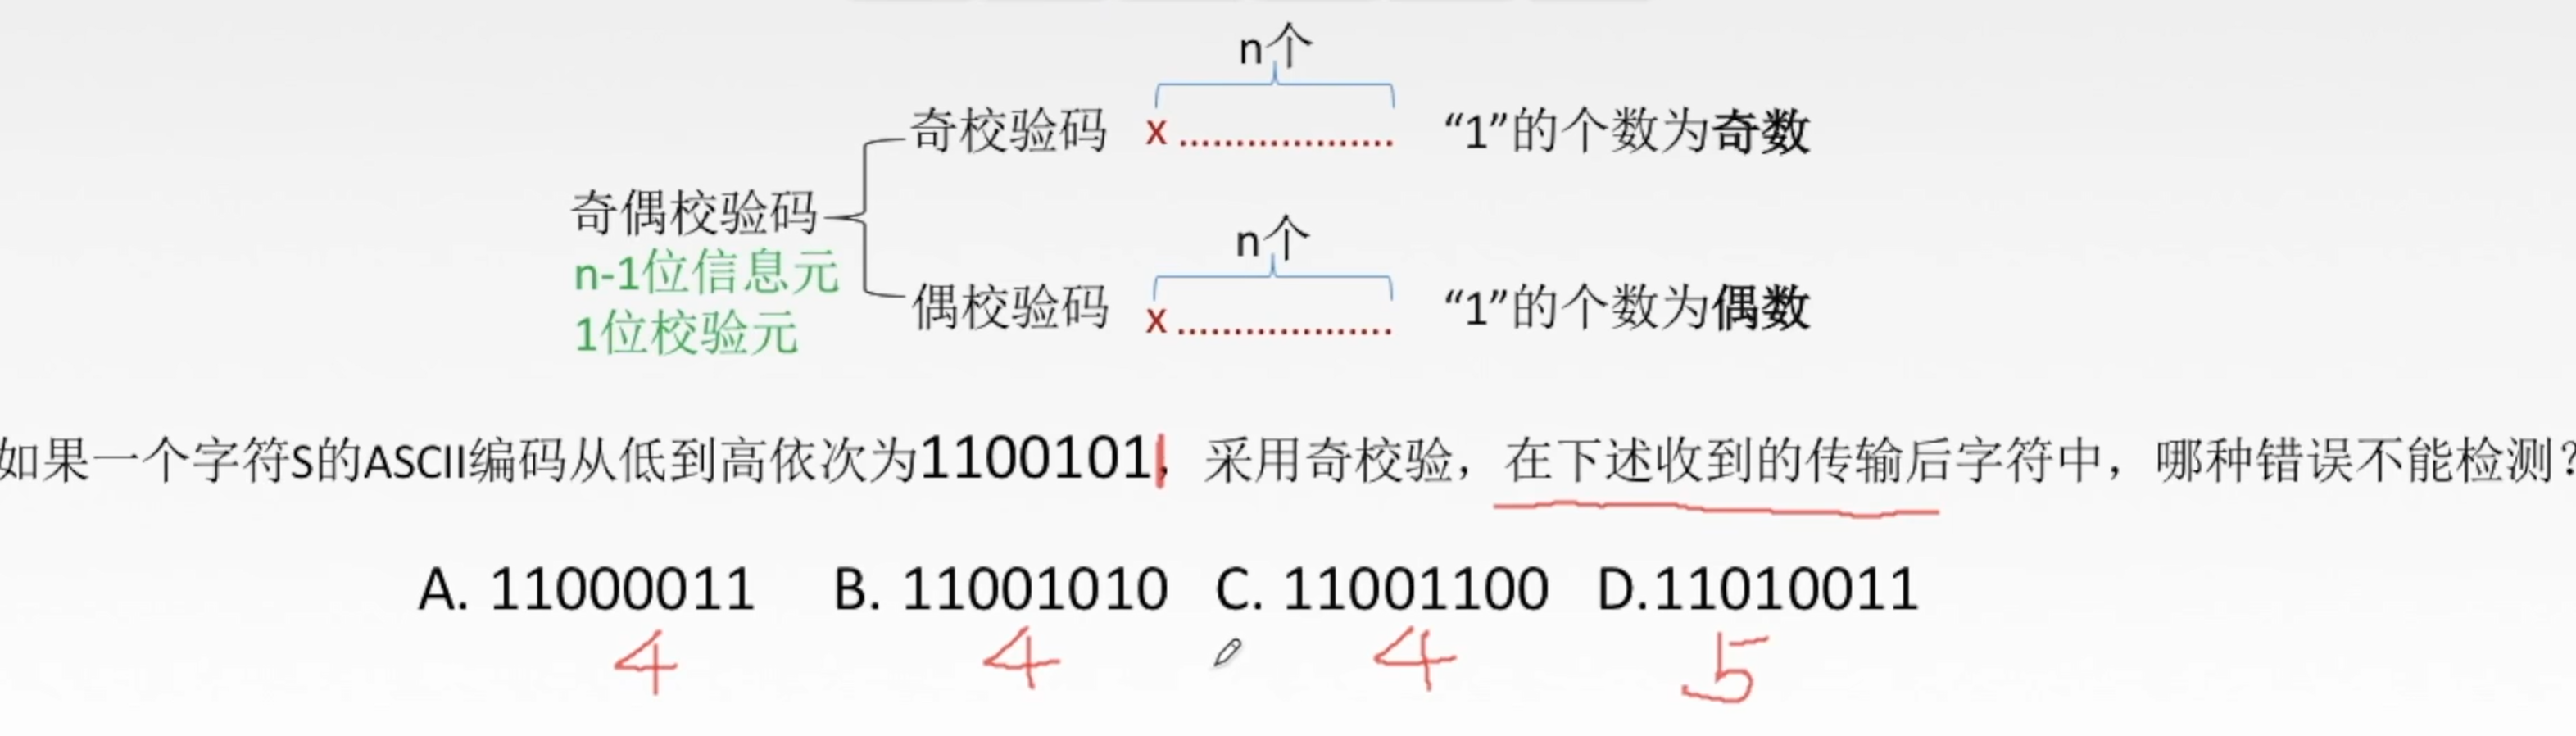 n个
奇校验码 x ................... “1”的个数为奇数
奇偶校验码
n-1位信息元
1位校验元
n个
偶校验码 x ................... “1”的个数为偶数
如果一个字符S的ASCII编码从低到高依次为1100101，采用奇校验，在下述收到的传输后字符中，哪种错误不能检测？
A. 11000011 B. 11001010 C. 11001100 D.11010011
4 4 4 5